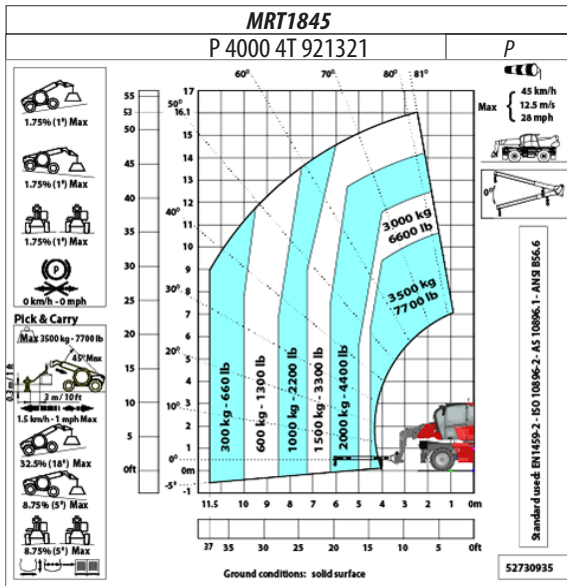 MRT1845
P 4000 4T 921321
P
1.75% (1°) Max
1.75% (1°) Max
1.75% (1°) Max
P
0 km/h - 0 mph
Pick & Carry
Max 3500 kg - 7700 lb
45° Max
0.3 m / 1 ft
3 m / 10 ft
1.5 km/h - 1 mph Max
32.5% (18°) Max
8.75% (5°) Max
8.75% (5°) Max
55
53
50
45
40
35
30
25
20
15
10
5
0ft
17
16.1
15
14
13
12
11
10
9
8
7
6
5
4
3
2
1
0m
-1
60°
70°
80°
81°
50°
40°
30°
20°
10°
0°
-5°
3000 kg
6600 lb
3500 kg
7700 lb
300 kg - 660 lb
600 kg - 1300 lb
1000 kg - 2200 lb
1500 kg - 3300 lb
2000 kg - 4400 lb
11.5 10 9 8 7 6 5 4 3 2 1 0m
37 35 30 25 20 15 10 5 0ft
Ground conditions: solid surface
Max
45 km/h
12.5 m/s
28 mph
0°
Standard used: EN1459-2 - ISO 10896-2 - AS 10896.1 - ANSI B56.6
52730935